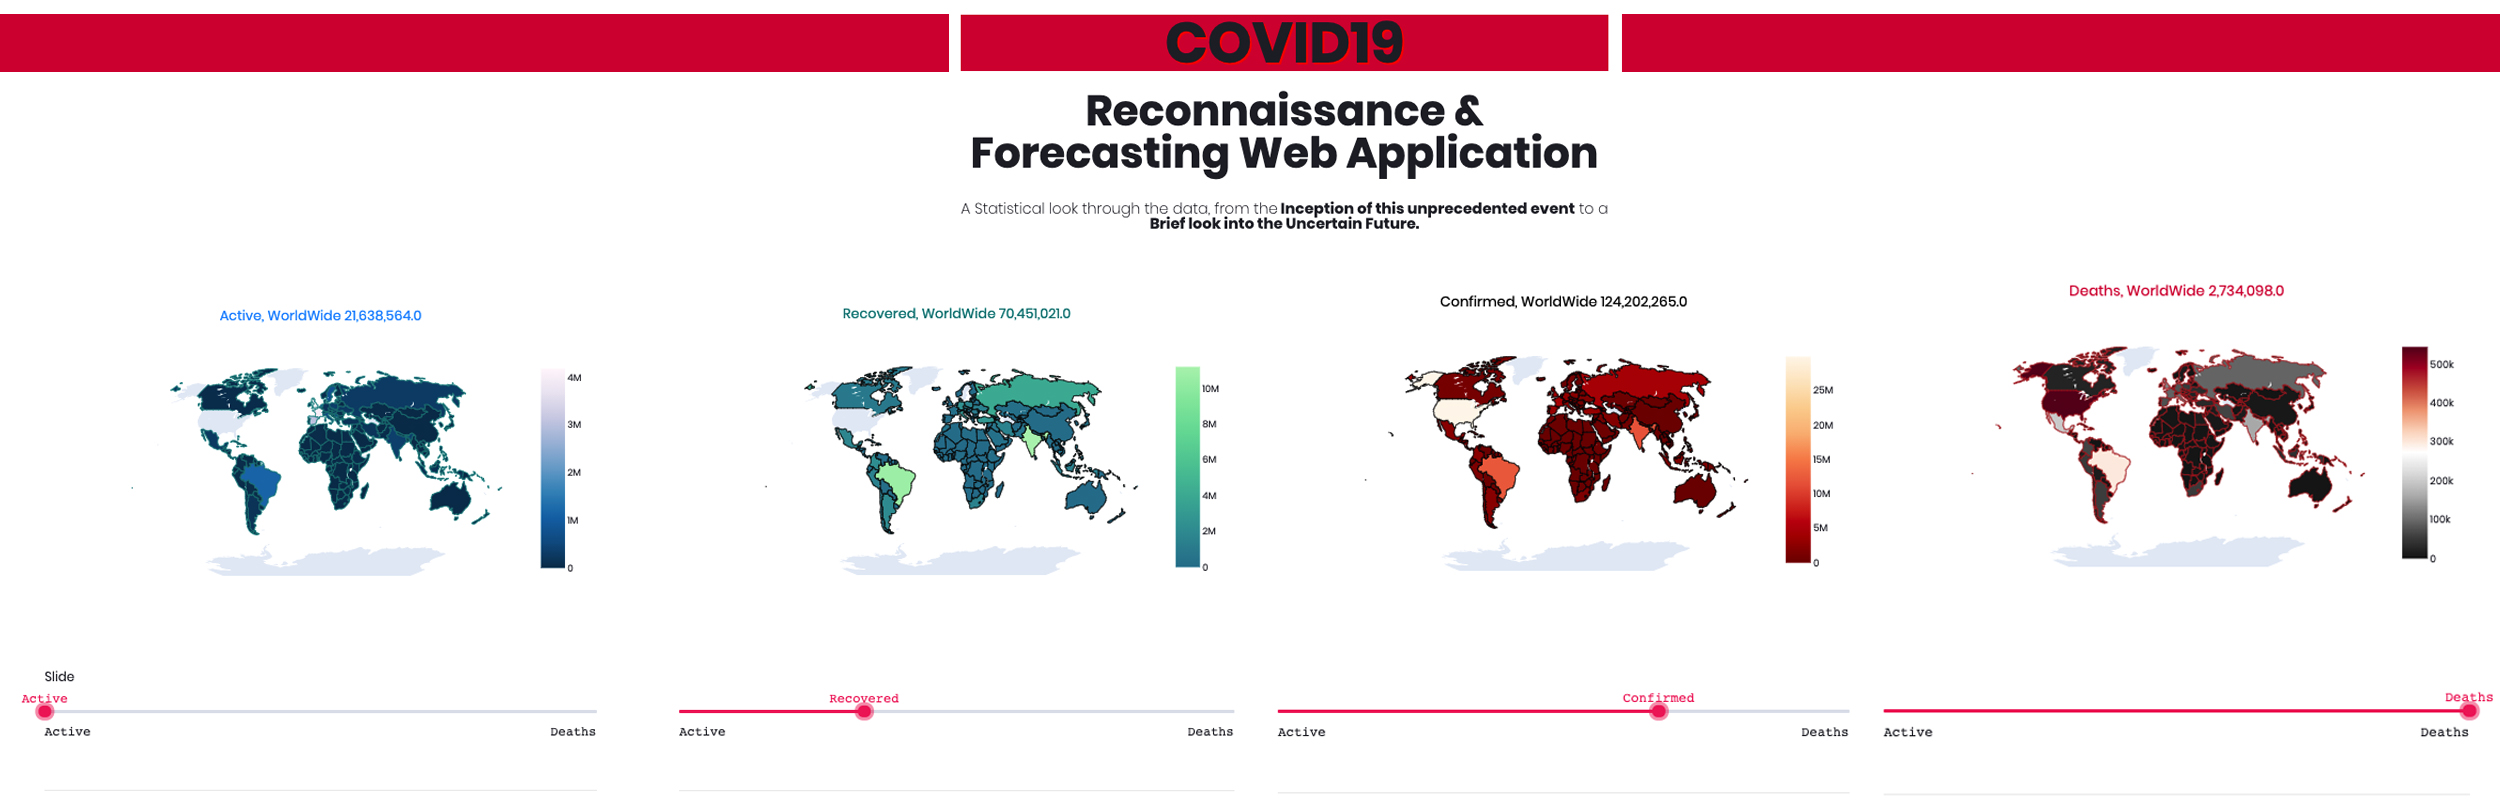 COVID19
Reconnaissance &
Forecasting Web Application
A Statistical look through the data, from the Inception of this unprecedented event to a
Brief look into the Uncertain Future.
Active, WorldWide 21,638,564.0
4M
3M
2M
1M
0
Recovered, WorldWide 70,451,021.0
10M
8M
6M
4M
2M
0
Confirmed, WorldWide 124,202,265.0
25M
20M
15M
10M
5M
0
Deaths, WorldWide 2,734,098.0
500k
400k
300k
200k
100k
0
Slide
Active
Active Deaths
Recovered
Active Deaths
Confirmed
Active Deaths
Deaths
Active Deaths